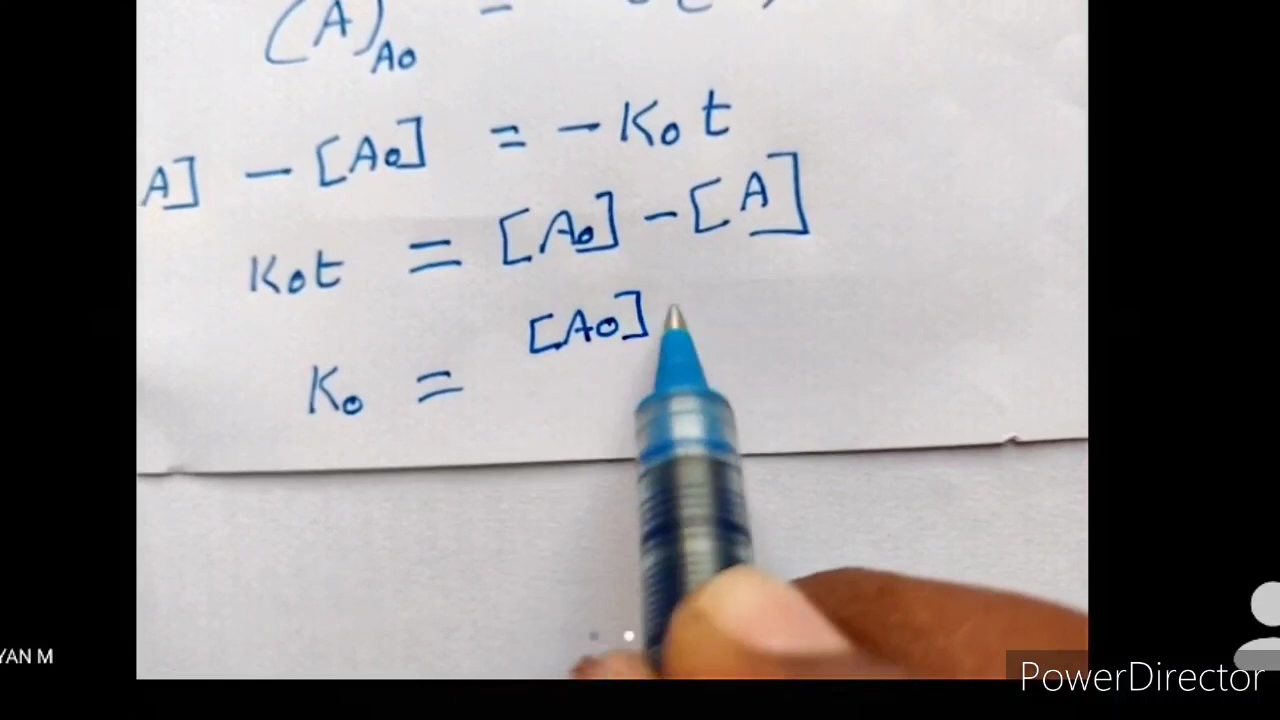 (A)A0 =
A] - [A0] = - K0 t
K0t = [A0] - [A]
[A0]
K0 =
YAN M
PowerDirector